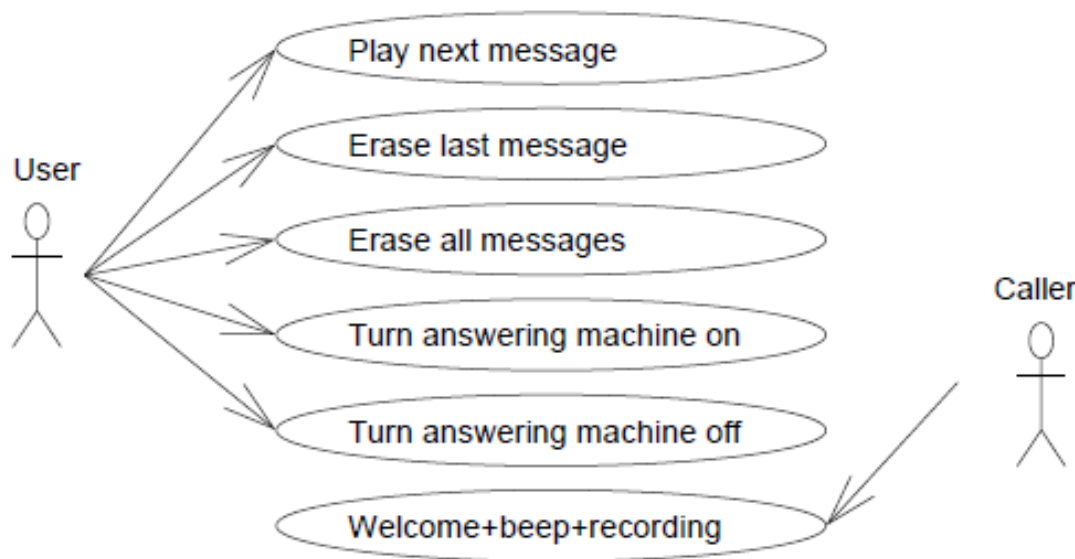 Play next message
Erase last message
User
Erase all messages
Caller
Turn answering machine on
Turn answering machine off
Welcome+beep+recording